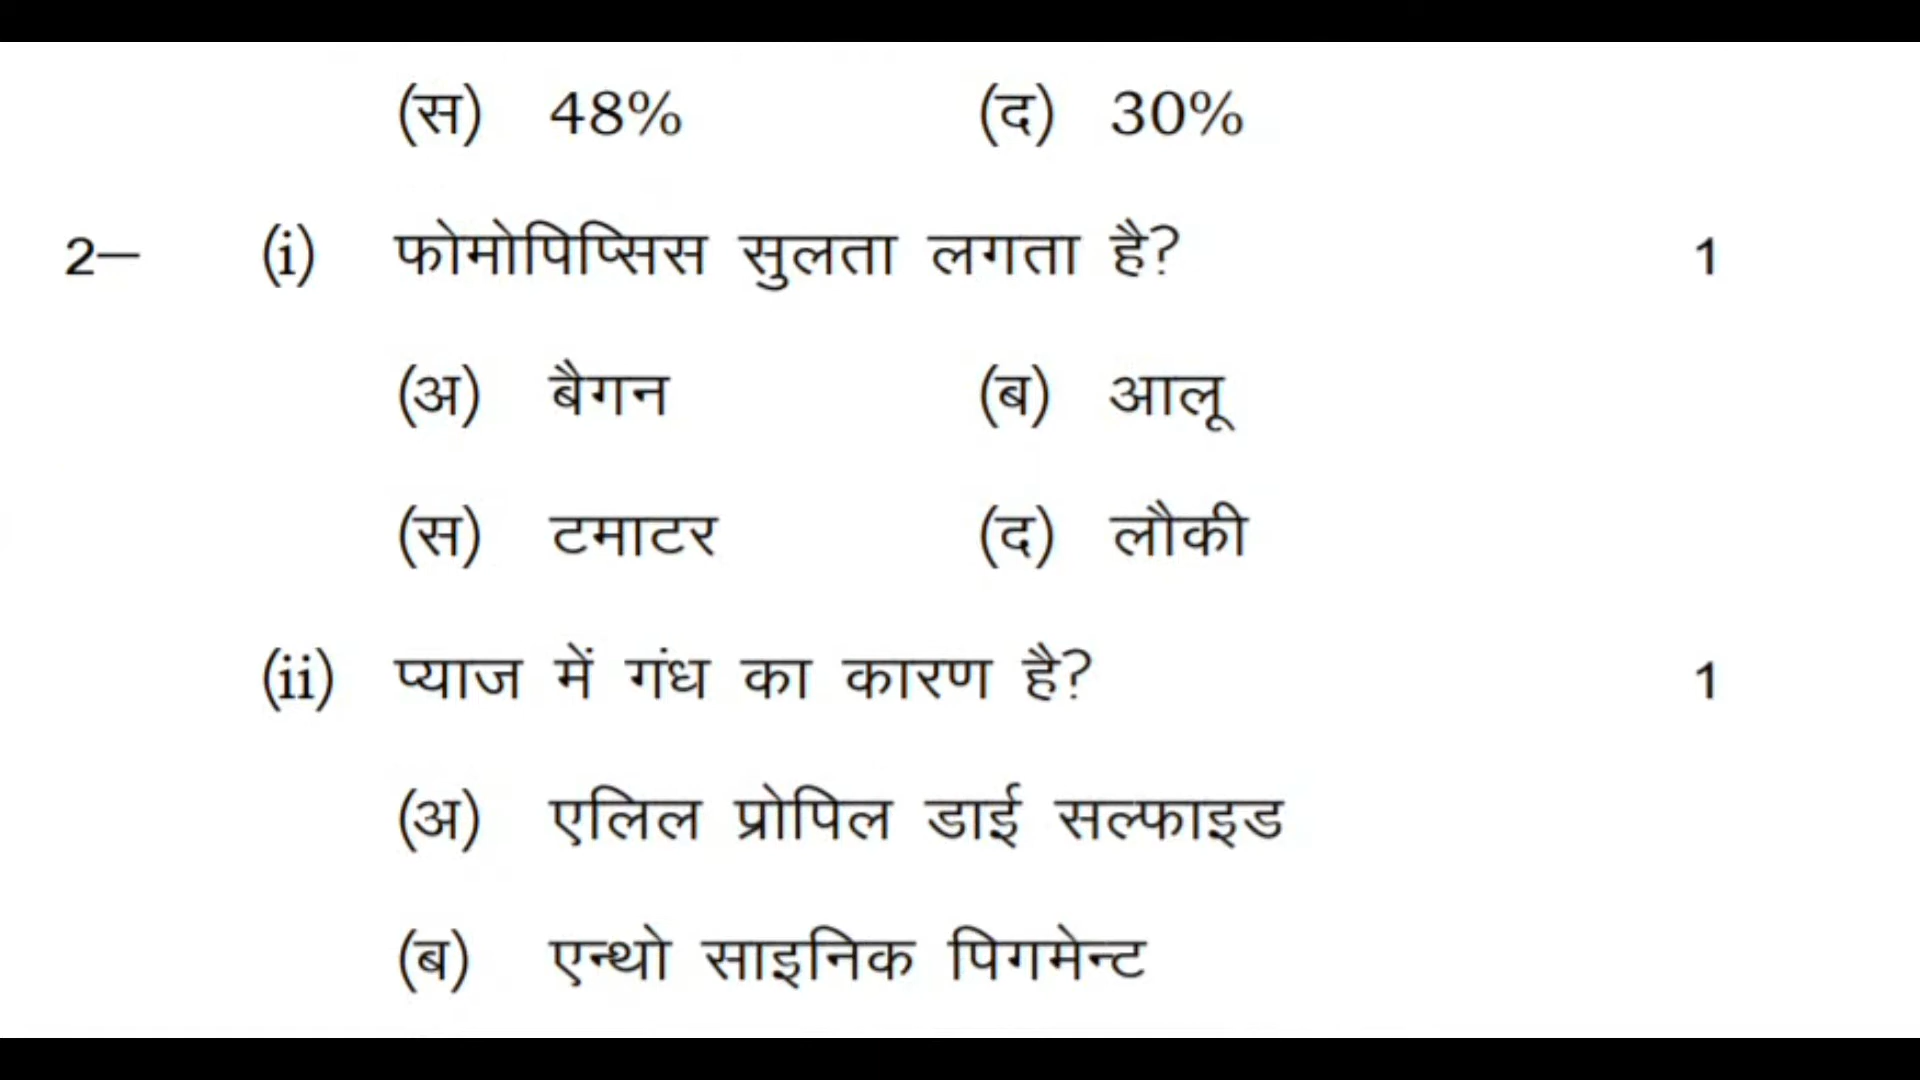 (स) 48% (द) 30%
2— (i) फोमोपिप्सिस सुलता लगता है? 1
(अ) बैगन (ब) आलू
(स) टमाटर (द) लौकी
(ii) प्याज में गंध का कारण है? 1
(अ) एलिल प्रोपिल डाई सल्फाइड
(ब) एन्थो साइनिक पिगमेन्ट